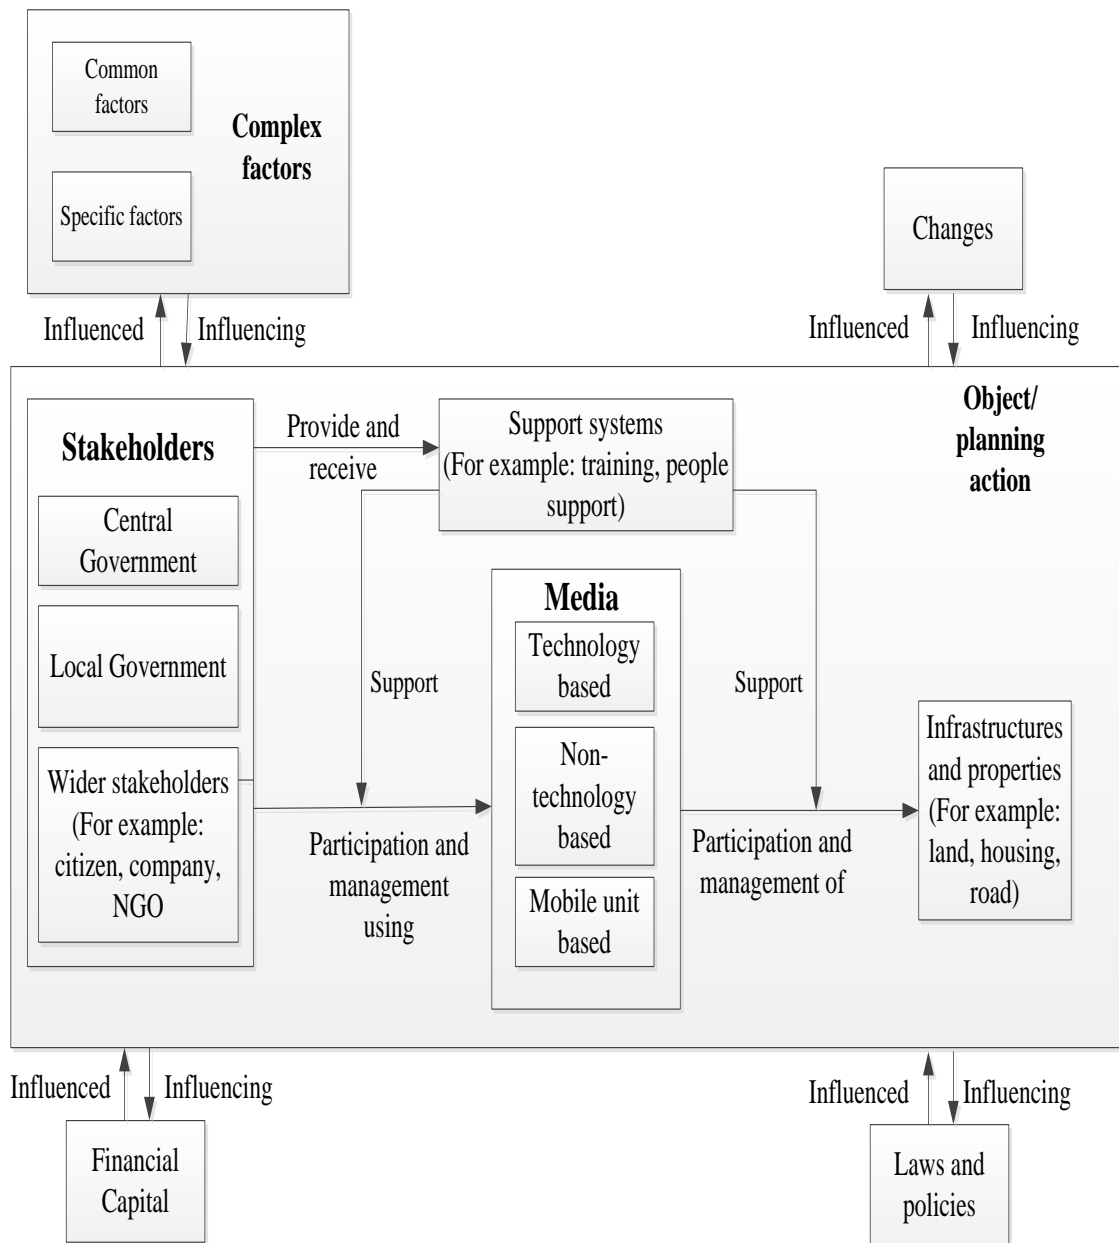 Common
factors
Complex
factors
Specific factors
Changes
Influenced
Influencing
Influenced
Influencing
Object/
planning
action
Stakeholders
Provide and
receive
Support systems
(For example: training, people
support)
Central
Government
Media
Technology
based
Local Government
Support
Support
Non-
technology
based
Infrastructures
and properties
(For example:
land, housing,
road)
Wider stakeholders
(For example:
citizen, company,
NGO
Participation and
management
using
Participation and
management of
Mobile unit
based
Influenced
Influencing
Influenced
Influencing
Financial
Capital
Laws and
policies